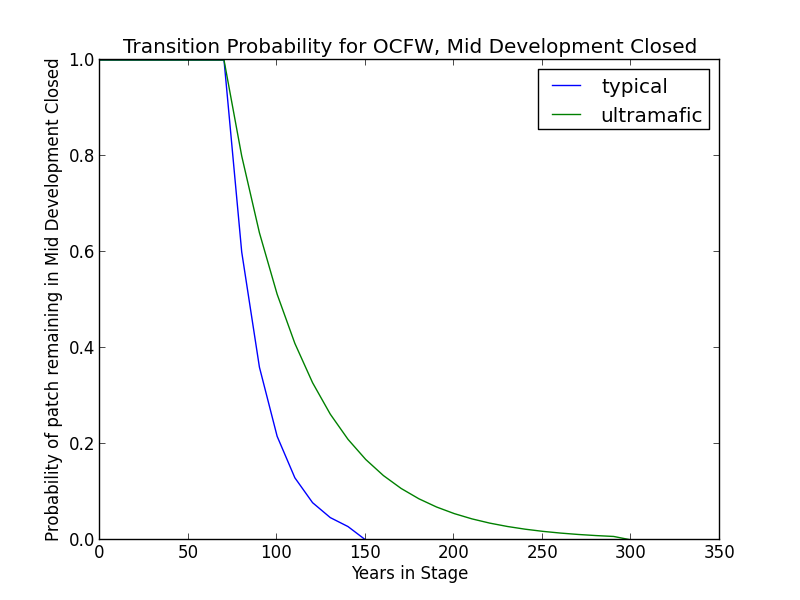 Transition Probability for OCFW, Mid Development Closed
typical
ultramafic
Probability of patch remaining in Mid Development Closed
1.0
0.8
0.6
0.4
0.2
0.0
0 50 100 150 200 250 300 350
Years in Stage